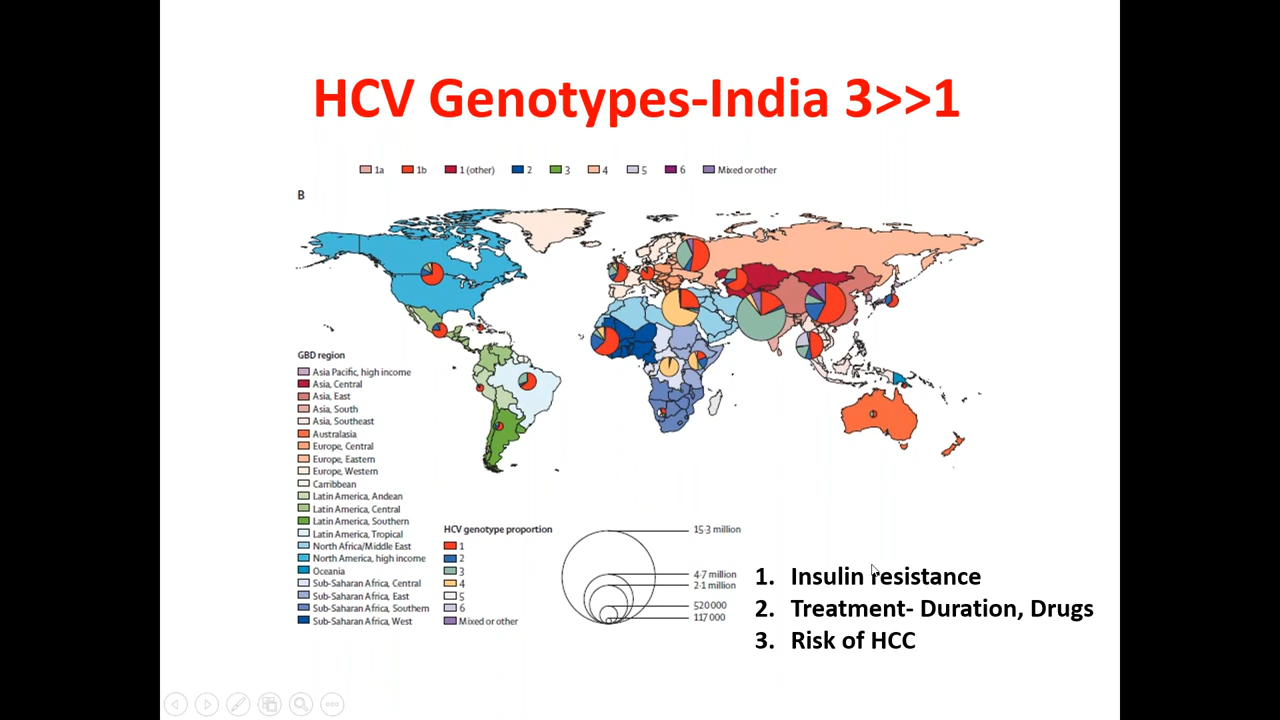 HCV Genotypes-India 3>>1
1a 1b 1 (other) 2 3 4 5 6 Mixed or other
B
GBD region
Asia Pacific, high income
Asia, Central
Asia, East
Asia, South
Asia, Southeast
Australasia
Europe, Central
Europe, Eastern
Europe, Western
Carribbean
Latin America, Andean
Latin America, Central
Latin America, Southern
Latin America, Tropical
North Africa/Middle East
North America, high income
Oceania
Sub-Saharan Africa, Central
Sub-Saharan Africa, East
Sub-Saharan Africa, Southern
Sub-Saharan Africa, West
HCV genotype proportion
1
2
3
4
5
6
Mixed or other
15·3 million
4·7 million
2·1 million
520000
117000
1. Insulin resistance
2. Treatment- Duration, Drugs
3. Risk of HCC